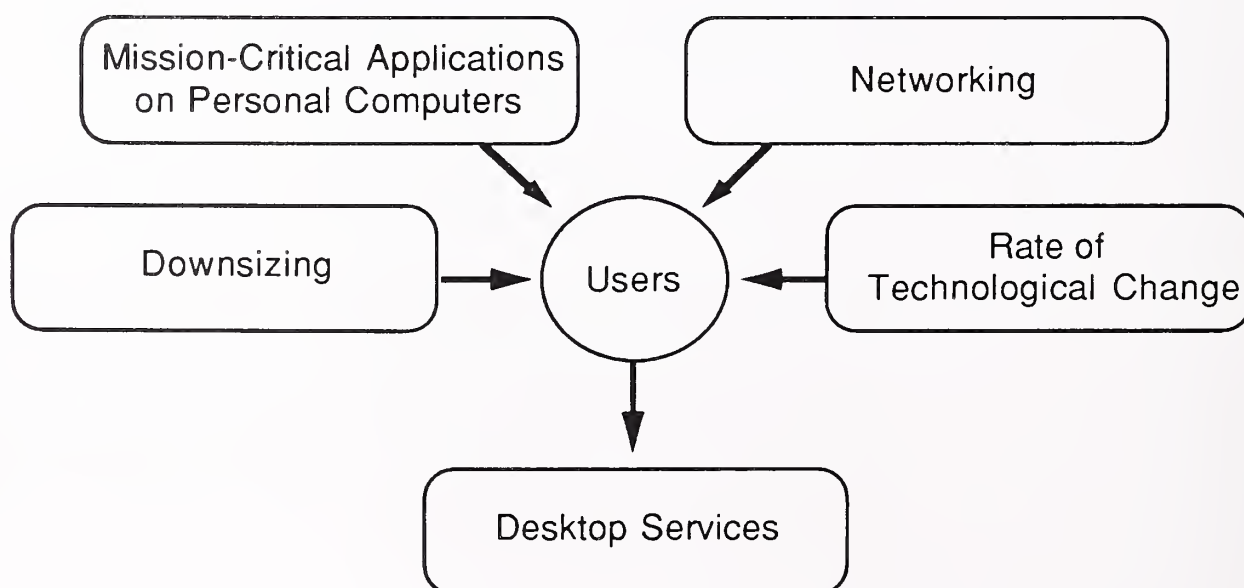 Mission-Critical Applications
on Personal Computers
Networking
Downsizing
Users
Rate of
Technological Change
Desktop Services